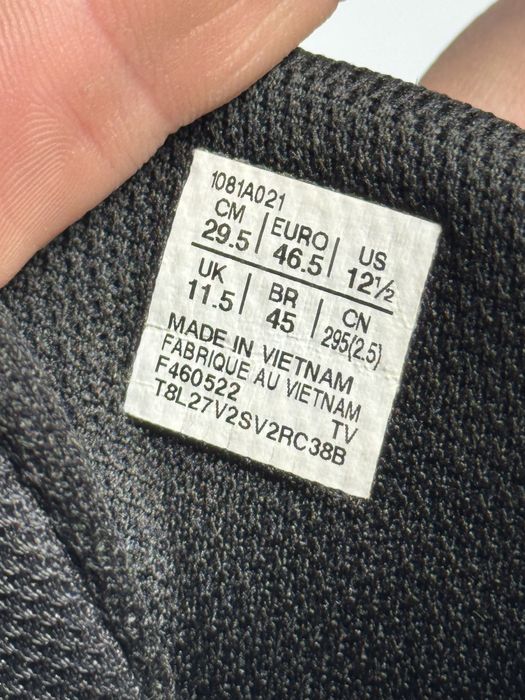 1081A021
CM EURO US
29.5 46.5 12½
UK BR CN
11.5 45 295(2.5)
MADE IN VIETNAM
FABRIQUE AU VIETNAM
F460522 TV
T8L27V2SV2RC38B